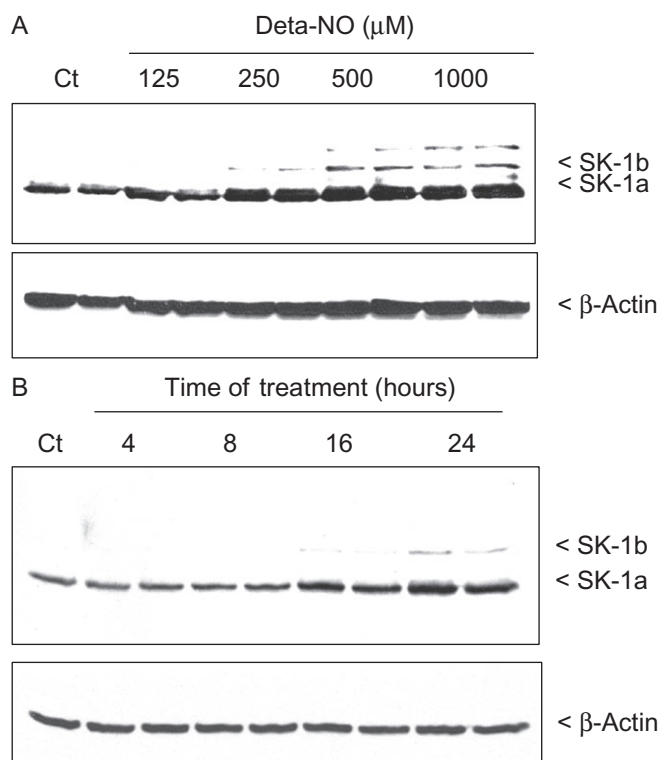 A
Deta-NO (μM)
Ct 125 250 500 1000
< SK-1b
< SK-1a
< β-Actin
B
Time of treatment (hours)
Ct 4 8 16 24
< SK-1b
< SK-1a
< β-Actin